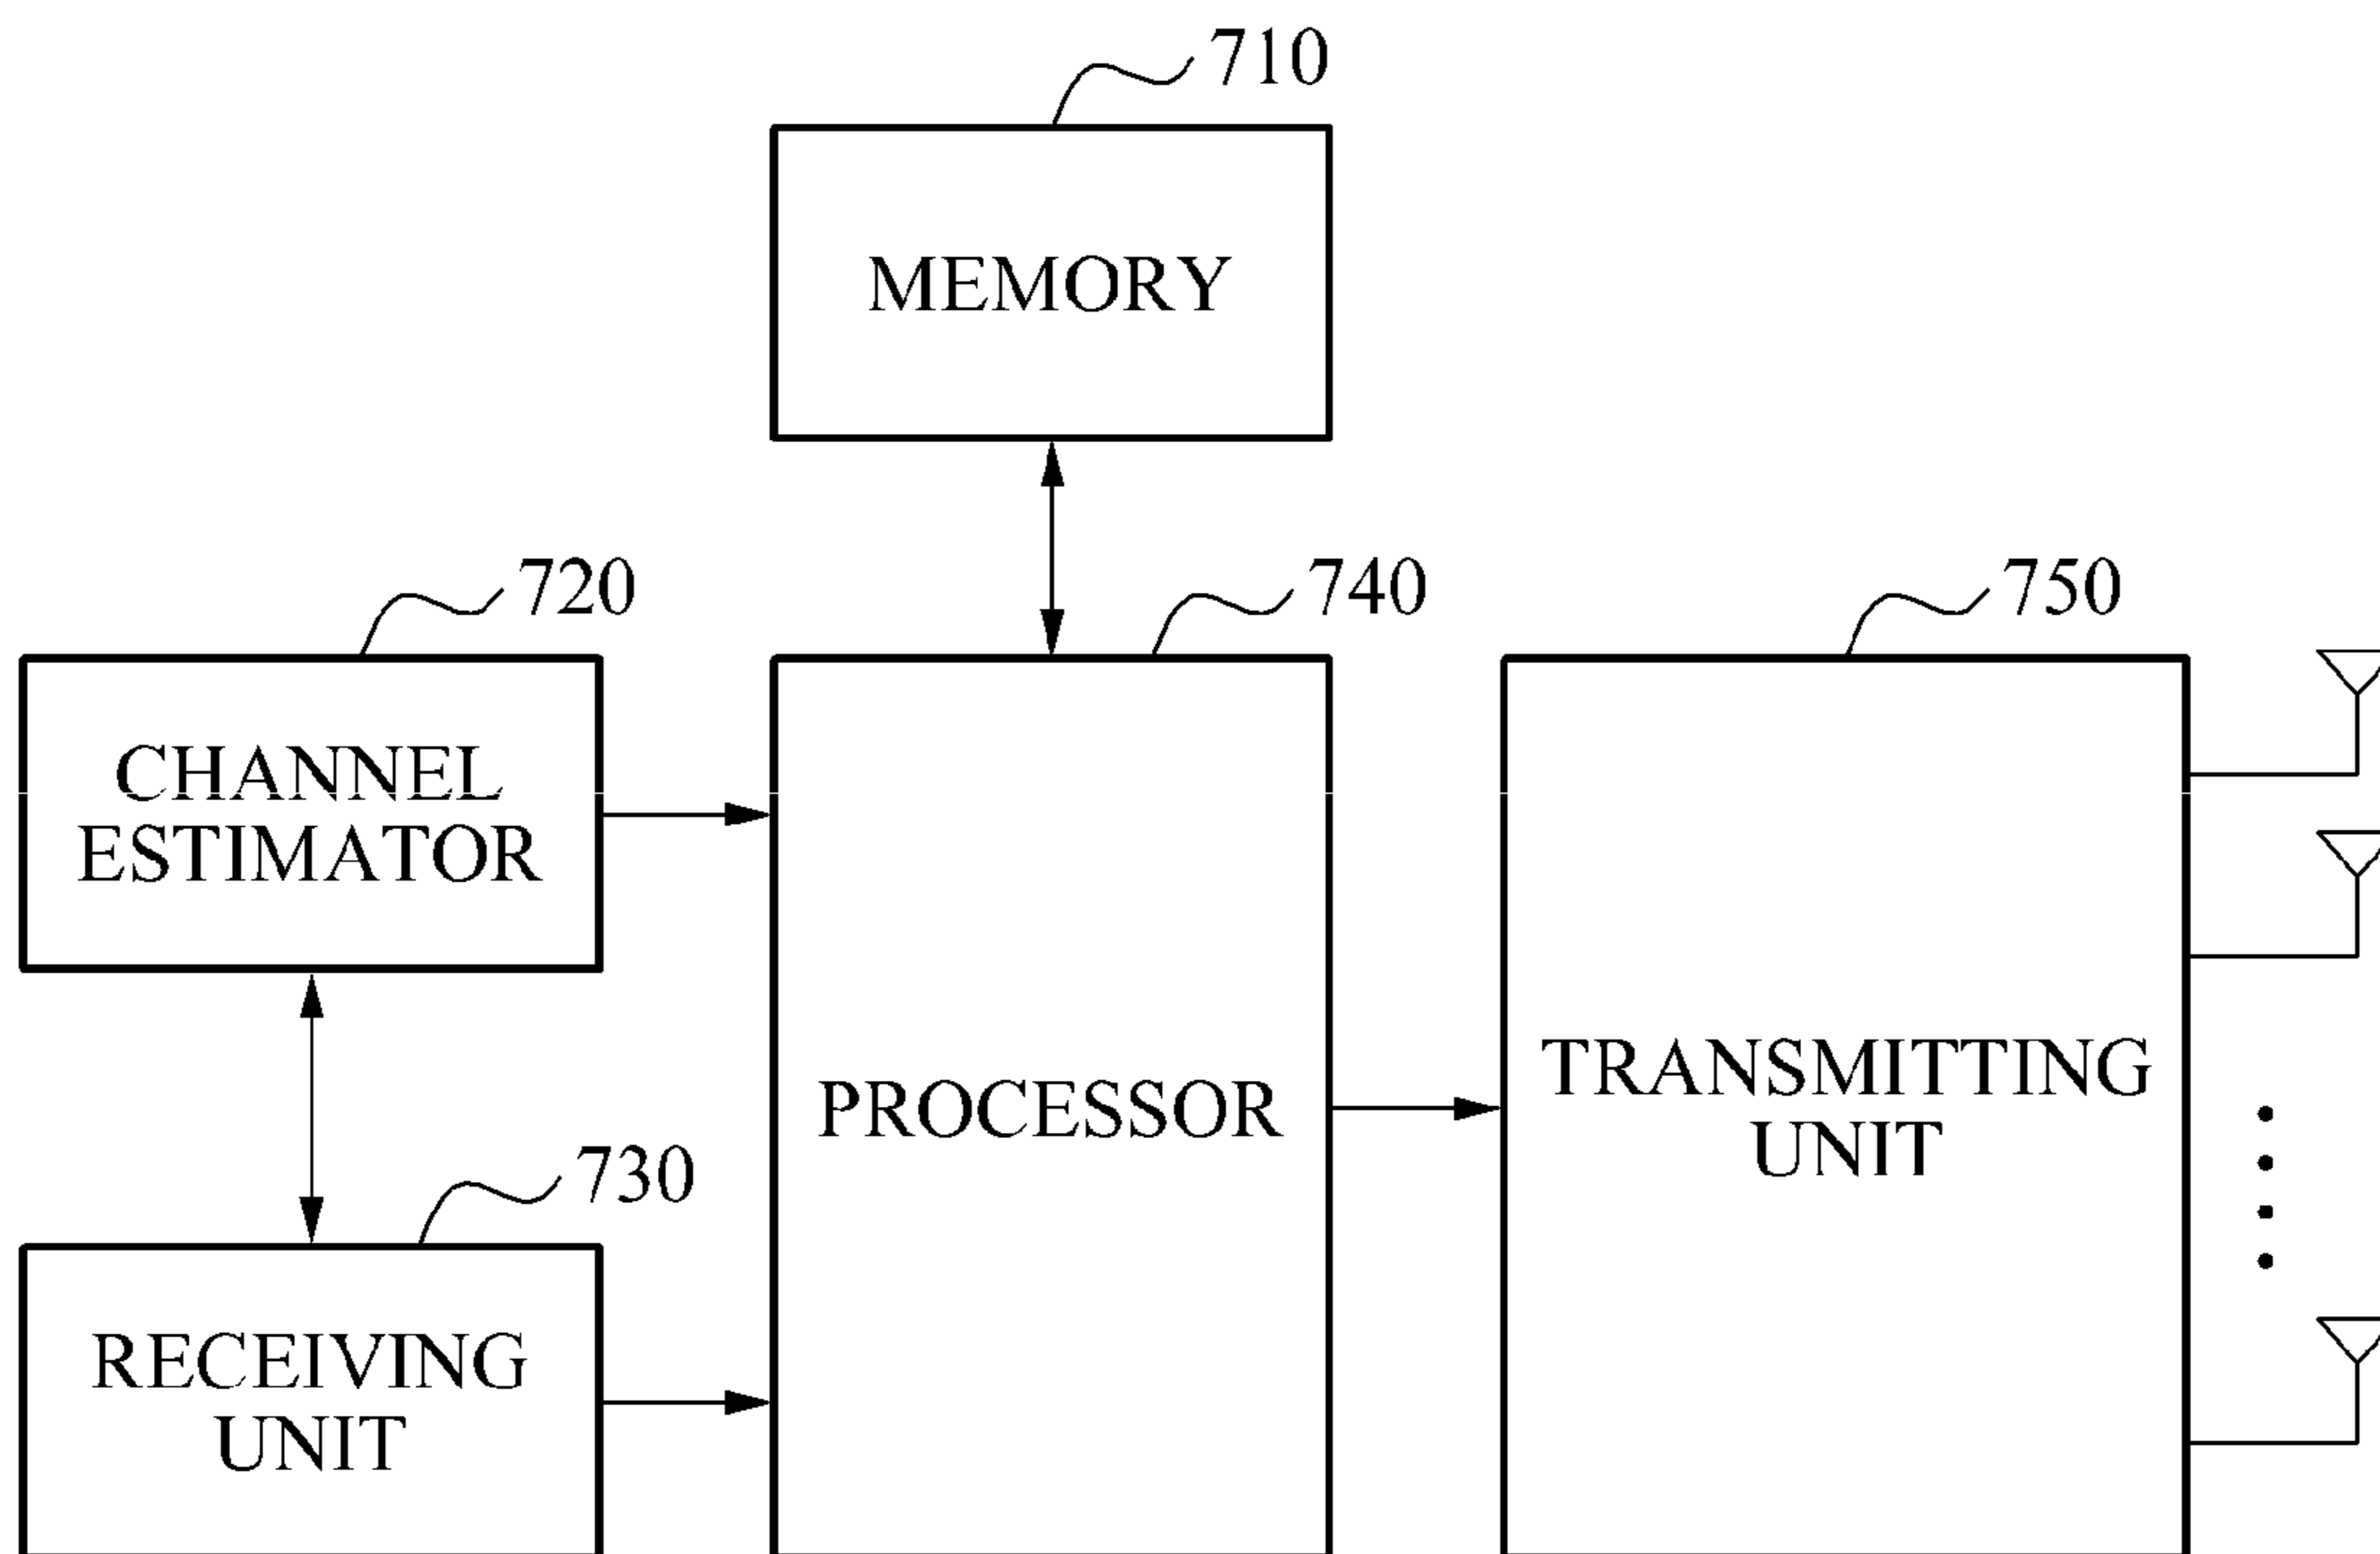 710
MEMORY
720
740
750
CHANNEL
ESTIMATOR
PROCESSOR
TRANSMITTING
UNIT
730
RECEIVING
UNIT